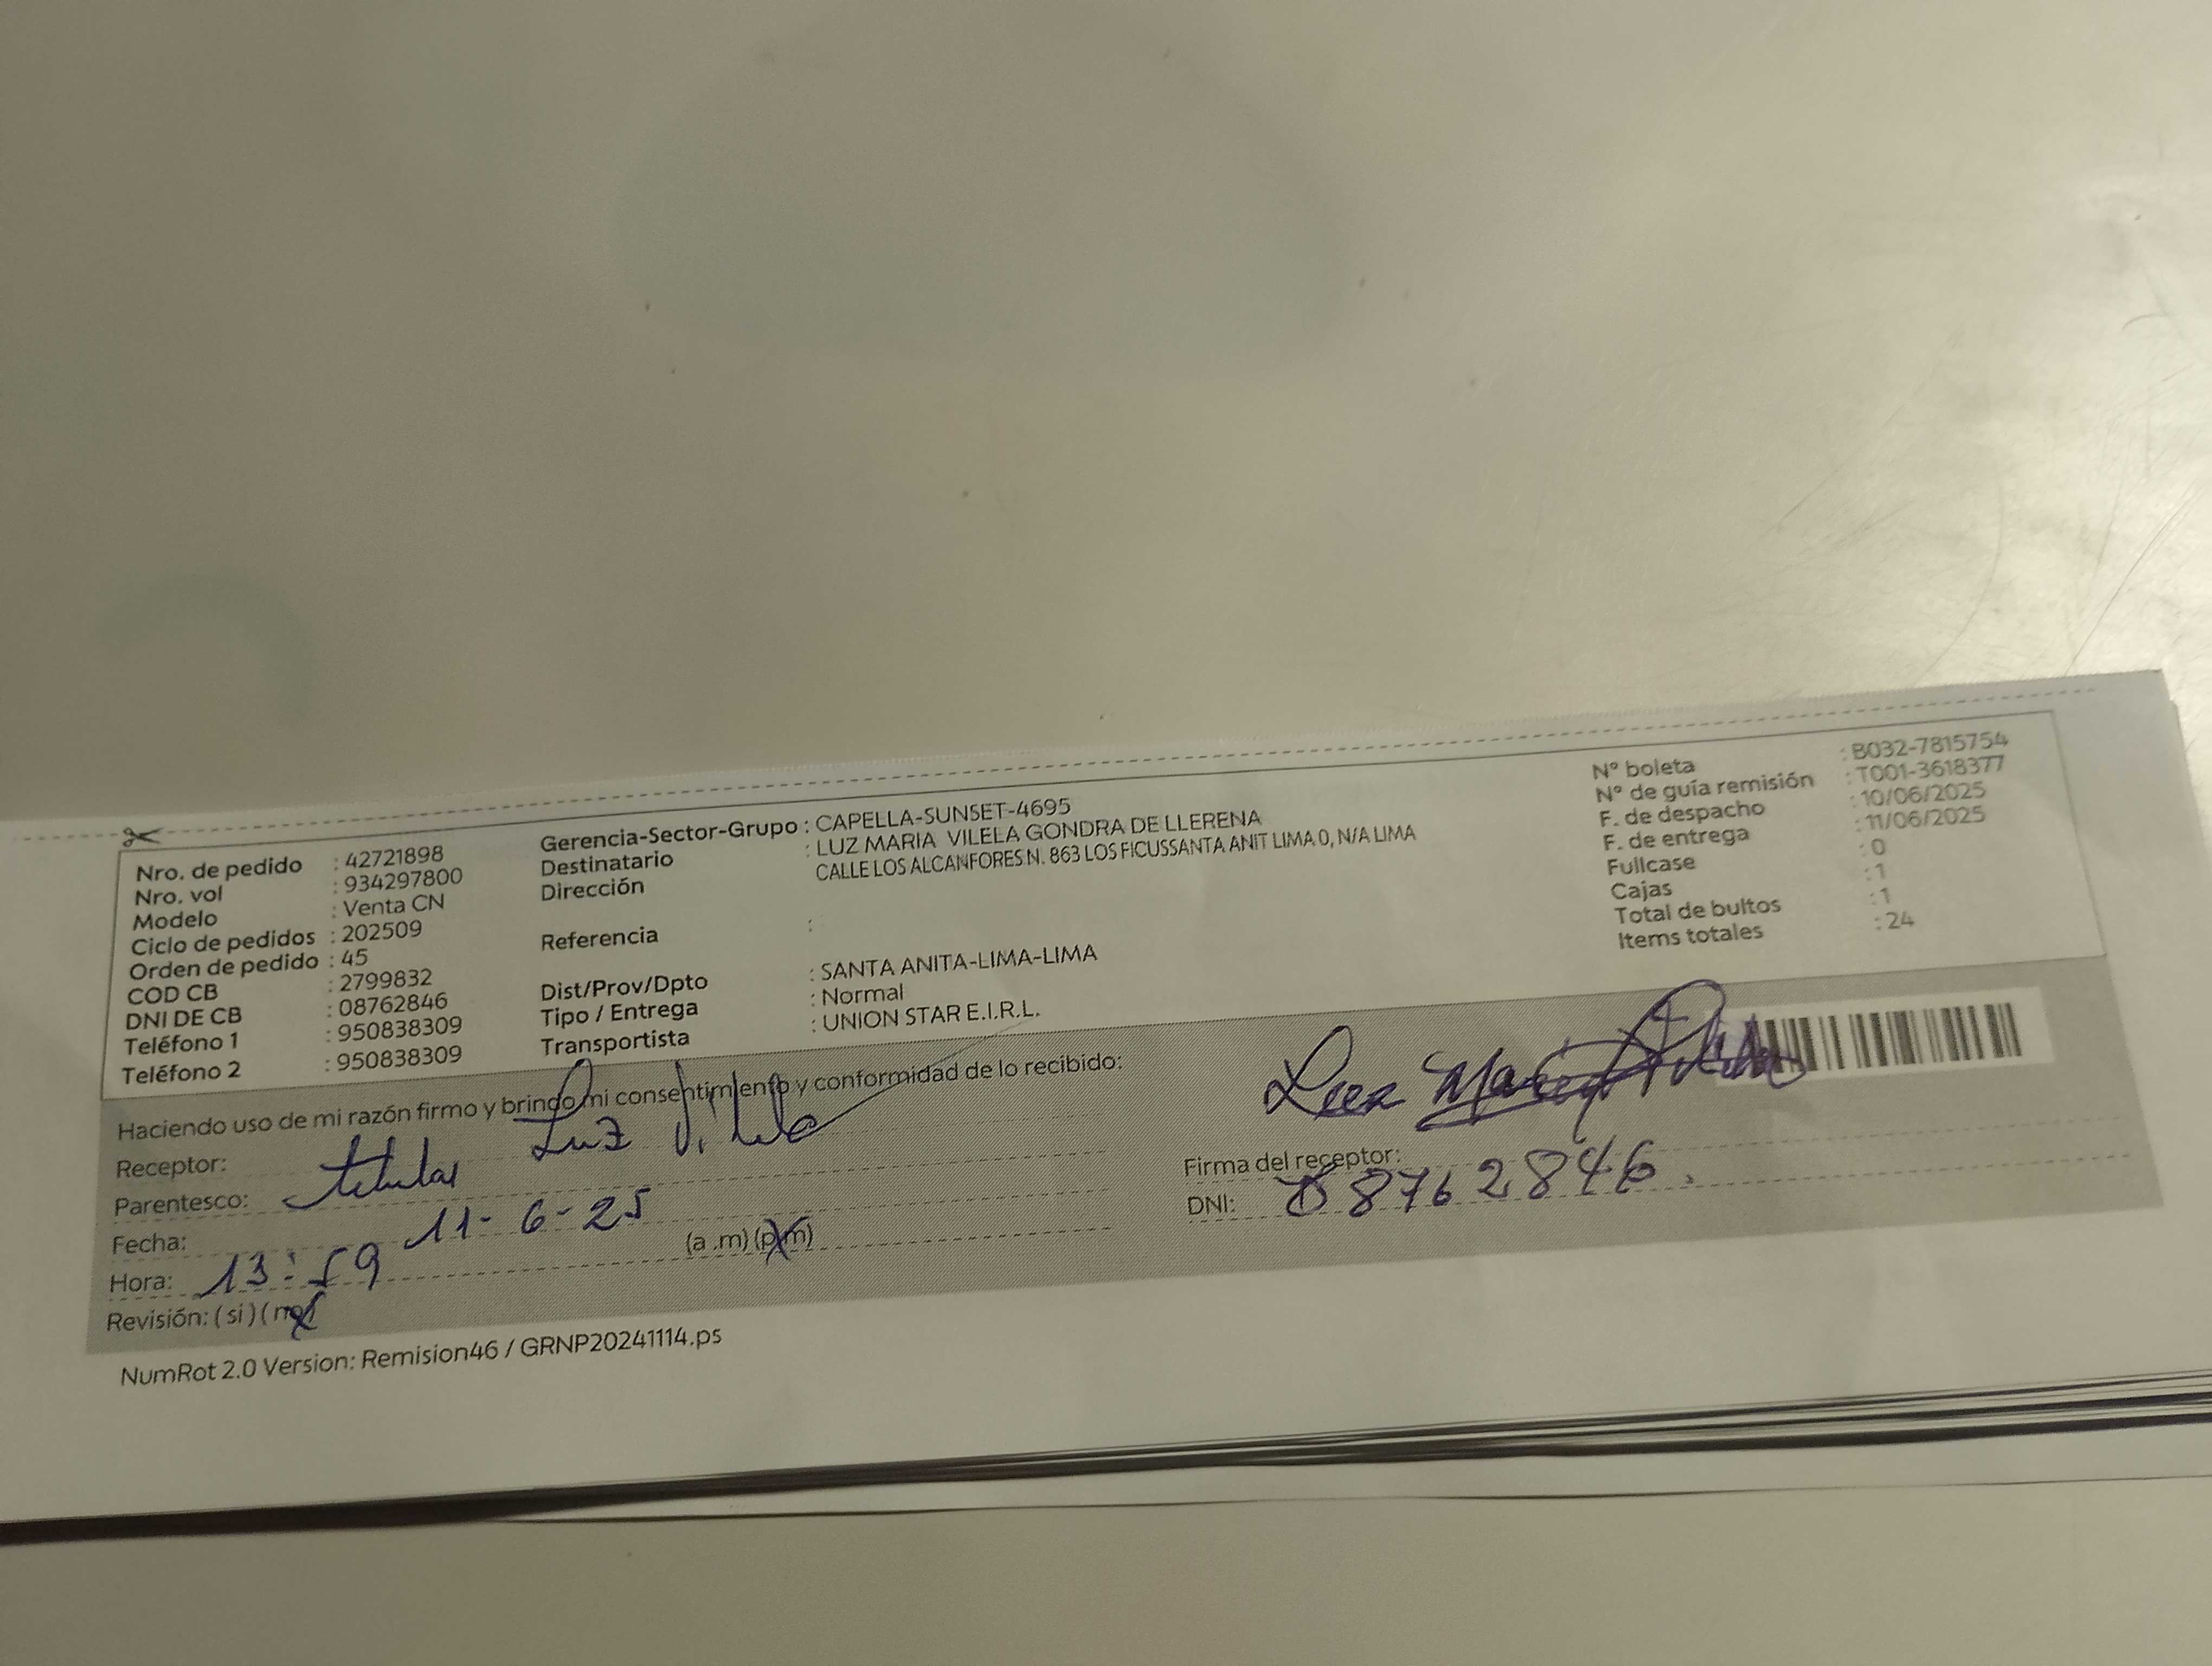 Nro. de pedido : 42721898
Nro. vol : 934297800
Modelo : Venta CN
Ciclo de pedidos : 202509
Orden de pedido : 45
COD CB : 2799832
DNI DE CB : 08762846
Teléfono 1 : 950838309
Teléfono 2 : 950838309
Gerencia-Sector-Grupo : CAPELLA-SUNSET-4695
Destinatario : LUZ MARIA VILELA GONDRA DE LLERENA
Dirección CALLE LOS ALCANFORES N. 863 LOS FICUSSANTA ANIT LIMA 0, N/A LIMA
Referencia :
Dist/Prov/Dpto : SANTA ANITA-LIMA-LIMA
Tipo / Entrega : Normal
Transportista : UNION STAR E.I.R.L.
N° boleta : B032-7815754
N° de guía remisión : T001-3618377
F. de despacho : 10/06/2025
F. de entrega : 11/06/2025
Fullcase : 0
Cajas : 1
Total de bultos : 1
Items totales : 24
Haciendo uso de mi razón firmo y brindo mi consentimiento y conformidad de lo recibido:
Receptor: Luz Vilela
Parentesco: titular
Fecha: 11-6-25
Hora: 13:59 (a .m) (p.m)
Revisión: ( si ) ( no )
Luz Maria Vilela
Firma del receptor:
DNI: 08762846.
NumRot 2.0 Version: Remision46 / GRNP20241114.ps